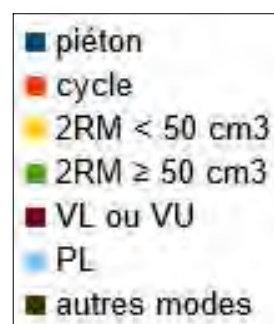 piéton
cycle
2RM < 50 cm3
2RM ≥ 50 cm3
VL ou VU
PL
autres modes